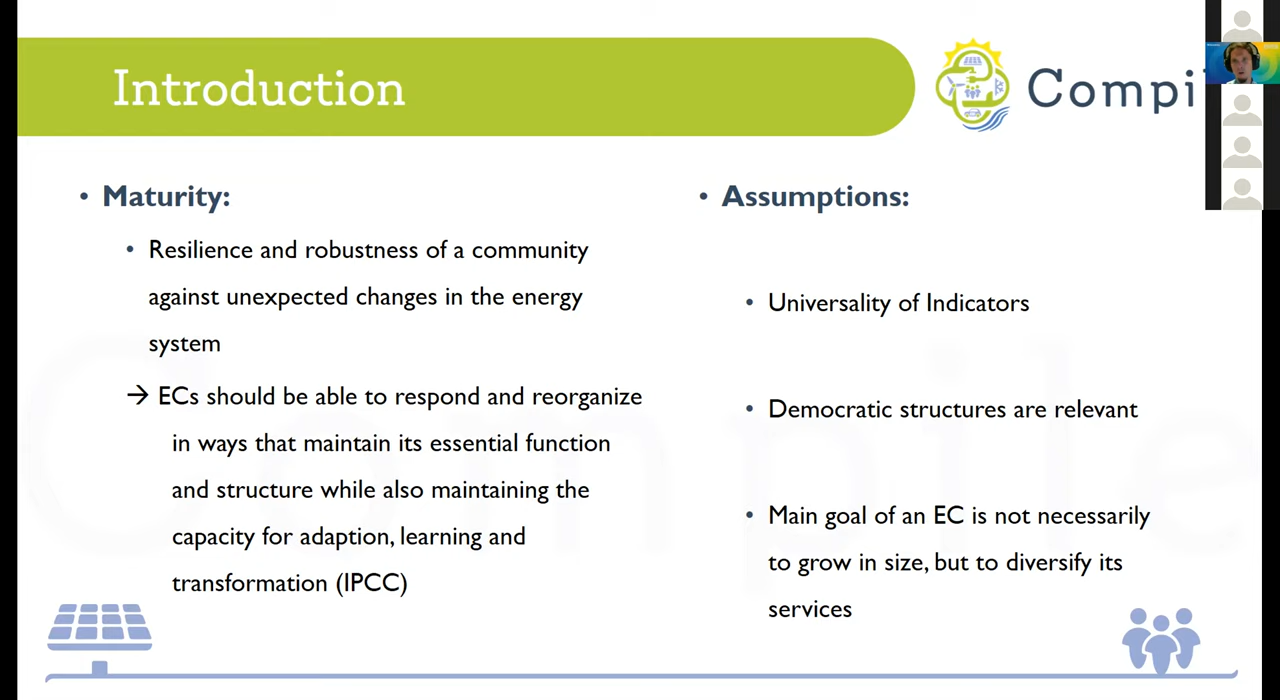 Introduction
Compi
• Maturity:
• Resilience and robustness of a community
against unexpected changes in the energy
system
→ ECs should be able to respond and reorganize
in ways that maintain its essential function
and structure while also maintaining the
capacity for adaption, learning and
transformation (IPCC)
• Assumptions:
• Universality of Indicators
• Democratic structures are relevant
• Main goal of an EC is not necessarily
to grow in size, but to diversify its
services
Compile